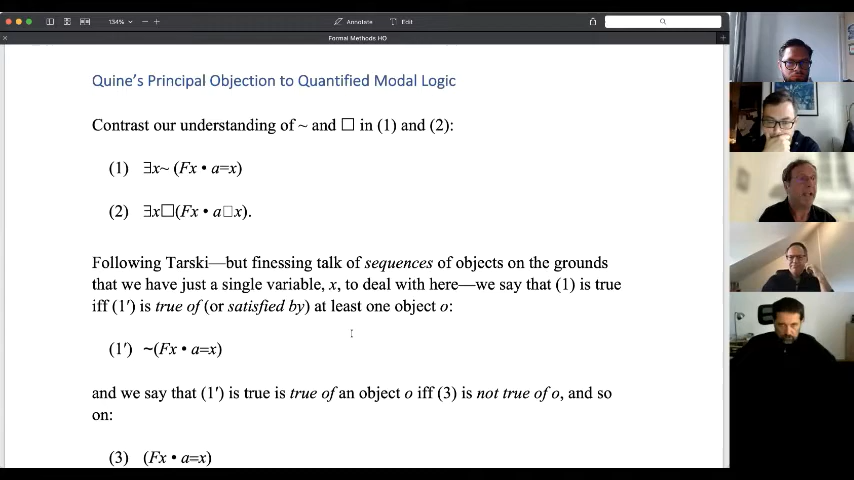 134%
Annotate
Edit
Formal Methods HO
Quine's Principal Objection to Quantified Modal Logic
Contrast our understanding of ~ and □ in (1) and (2):
(1) ∃x~ (Fx • a=x)
(2) ∃x□(Fx • a□x).
Following Tarski—but finessing talk of sequences of objects on the grounds
that we have just a single variable, x, to deal with here—we say that (1) is true
iff (1′) is true of (or satisfied by) at least one object o:
(1′) ~(Fx • a=x)
and we say that (1′) is true is true of an object o iff (3) is not true of o, and so
on:
(3) (Fx • a=x)